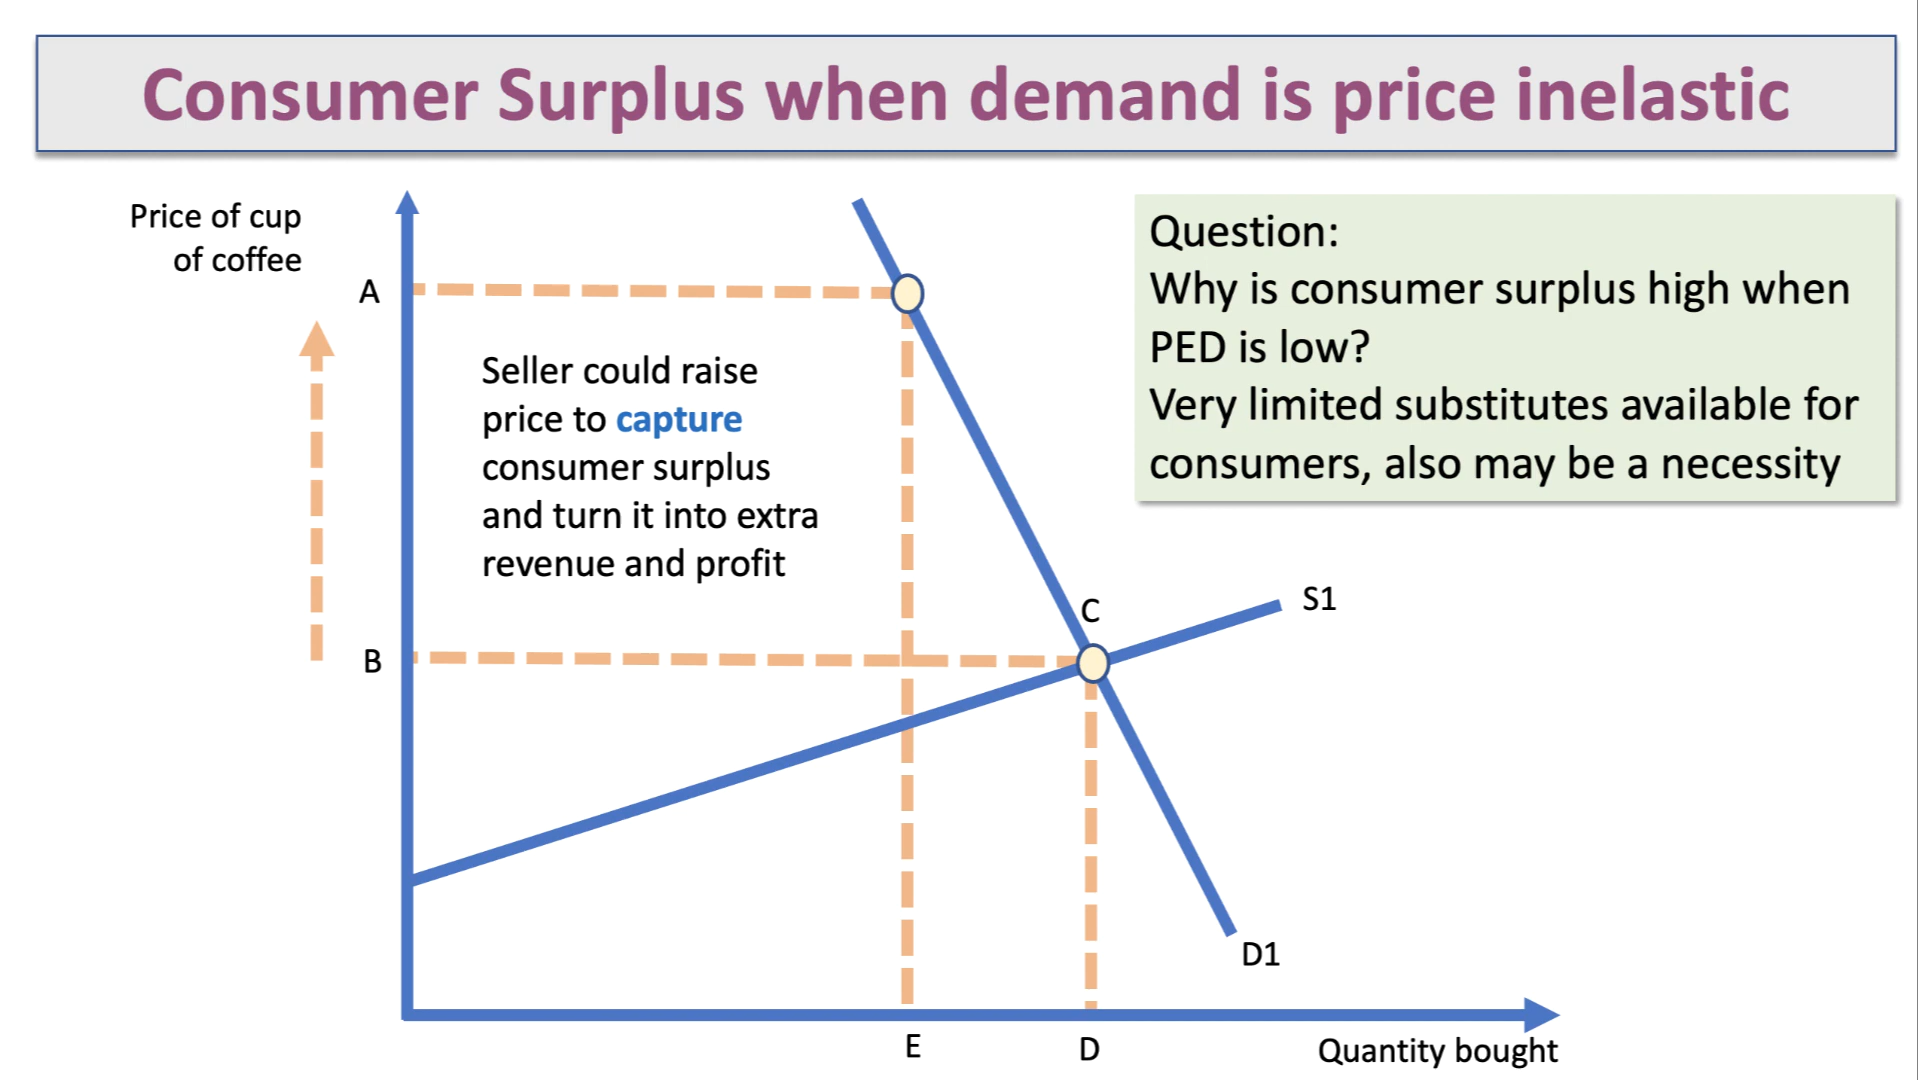 Consumer Surplus when demand is price inelastic
Price of cup
of coffee
A
Seller could raise
price to capture
consumer surplus
and turn it into extra
revenue and profit
Question:
Why is consumer surplus high when
PED is low?
Very limited substitutes available for
consumers, also may be a necessity
C
S1
B
D1
E
D
Quantity bought